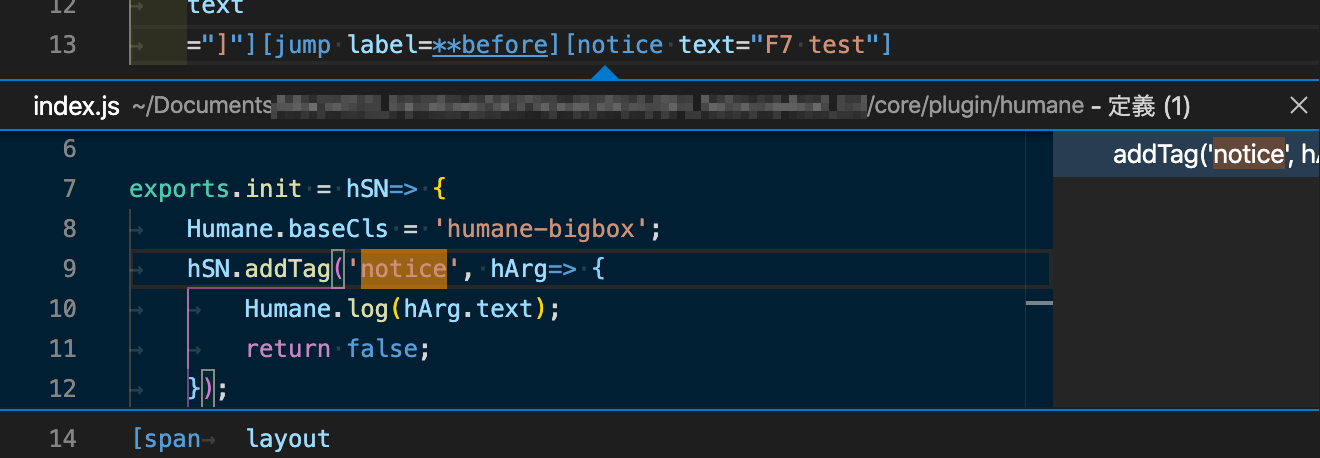 12 text
13 ="]"][jump label=**before][notice text="F7 test"]
index.js ~/Documents /core/plugin/humane – 定義 (1)
6
7 exports.init = hSN=> {
8 Humane.baseCls = 'humane-bigbox';
9 hSN.addTag('notice', hArg=> {
10 Humane.log(hArg.text);
11 return false;
12 });
addTag('notice', hA
14 [span layout